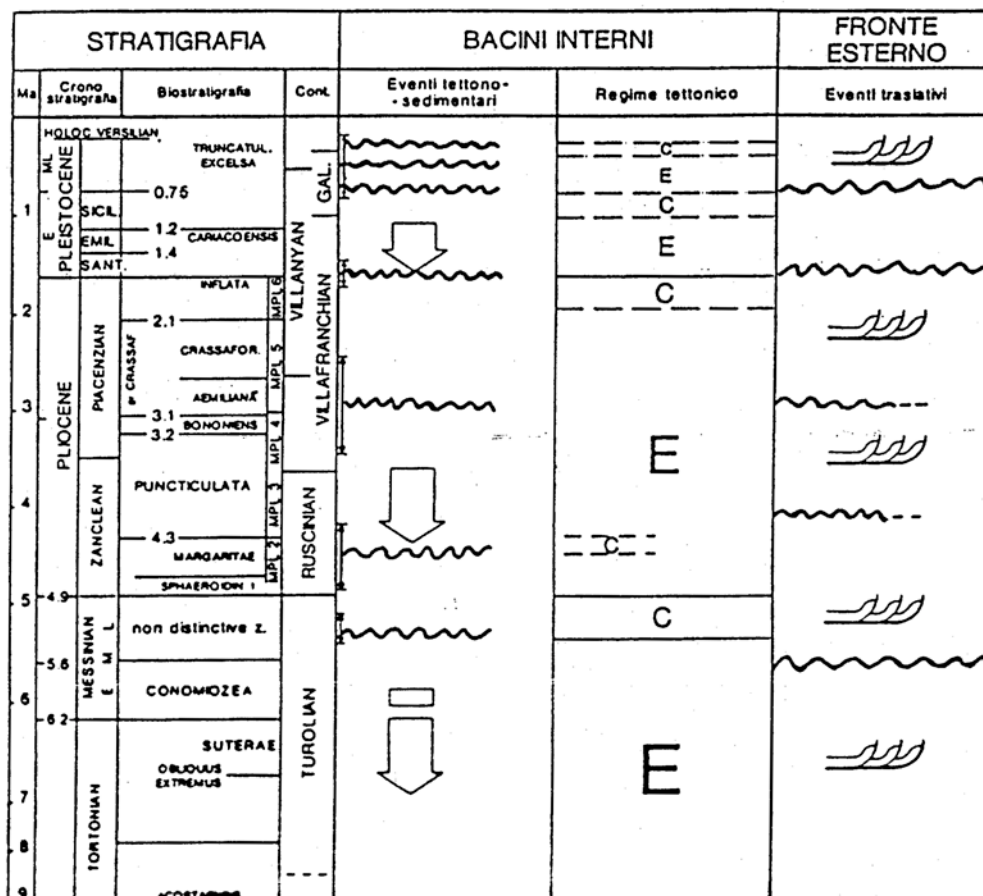 STRATIGRAFIA
BACINI INTERNI
FRONTE
ESTERNO
Ma
Crono
stratigrafia
Biostratigrafia
Cont.
Eventi tettono-
-sedimentari
Regime tettonico
Eventi traslativi
HOLOC VERSILIAN
ML
E
PLEISTOCENE
SICIL.
EMIL
SANT.
TRUNCATUL.
EXCELSA
0.75
1.2
CARIACOENSIS
1.4
GAL.
VILLANYAN
VILLAFRANCHIAN
C
E
C
E
C
1
2
3
4
5
6
7
8
9
PLIOCENE
PIACENZIAN
ZANCLEAN
INFLATA
2.1
CRASSAFOR.
CRASSAF
AEMILIANA
3.1
BONONIENS
3.2
PUNCTICULATA
4.3
MARGARITAE
SPHAEROIDIN
MPL 6
MPL 5
MPL 4
MPL 3
MPL 2
RUSCINIAN
E
C
4.9
MESSINIAN
E M L
non distinctive z.
C
5.6
CONOMIOZEA
6.2
TORTONIAN
SUTERAE
OBLIQUUS
EXTREMUS
TUROLIAN
E